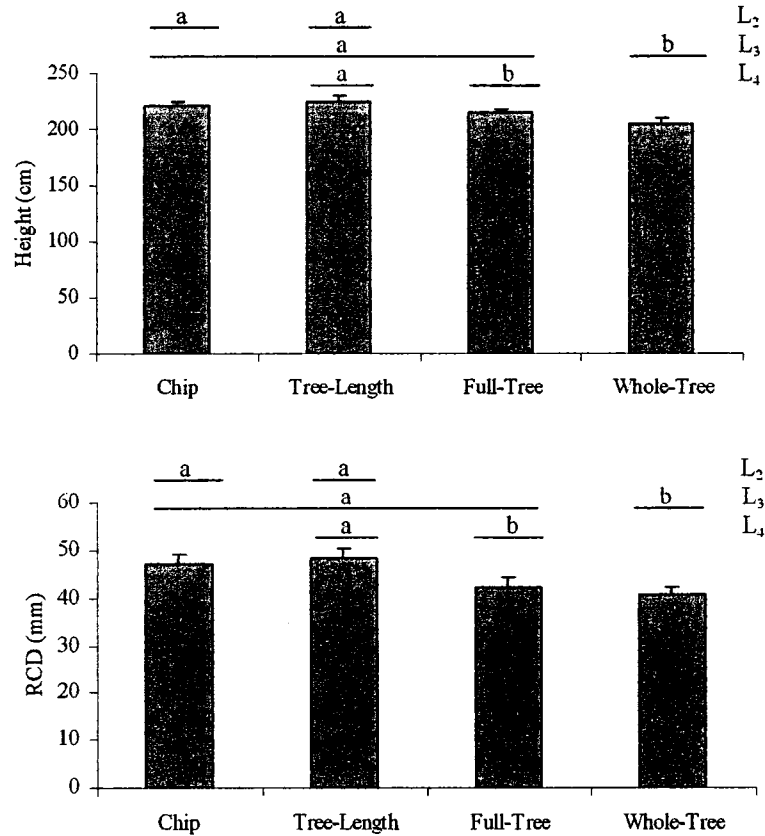 a a L₂
a b L₃
a b L₄
250
200
150
100
50
0
Height (cm)
Chip Tree-Length Full-Tree Whole-Tree
a a L₂
a b L₃
a b L₄
60
50
40
30
20
10
0
RCD (mm)
Chip Tree-Length Full-Tree Whole-Tree